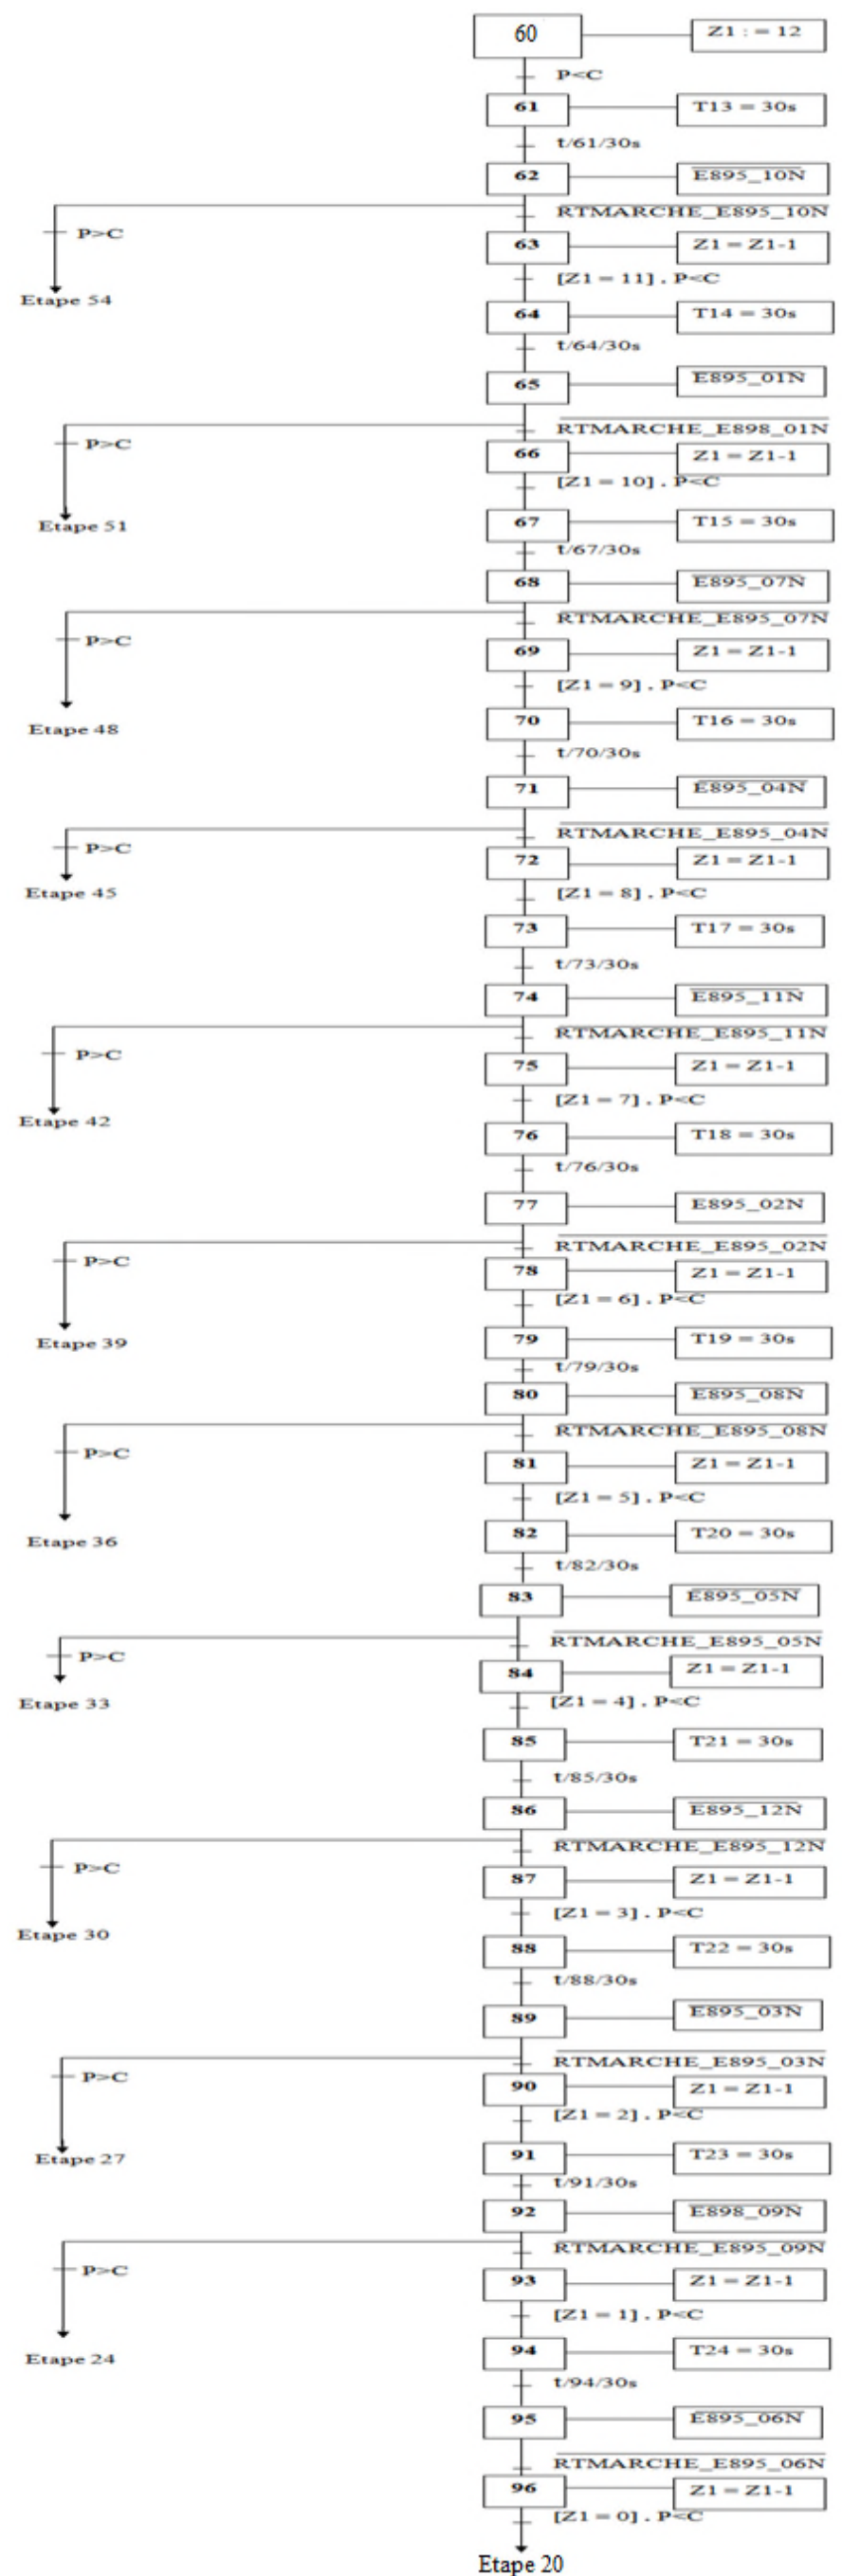 60 Z1 : = 12
P<C
61 T13 = 30s
t/61/30s
62 E895_10N
RTMARCHE_E895_10N
P>C
63 Z1 = Z1-1
[Z1 = 11] . P<C
Etape 54
64 T14 = 30s
t/64/30s
65 E895_01N
RTMARCHE_E898_01N
P>C
66 Z1 = Z1-1
[Z1 = 10] . P<C
67 T15 = 30s
Etape 51
t/67/30s
68 E895_07N
RTMARCHE_E895_07N
P>C
69 Z1 = Z1-1
[Z1 = 9] . P<C
70 T16 = 30s
Etape 48
t/70/30s
71 E895_04N
RTMARCHE_E895_04N
P>C
72 Z1 = Z1-1
Etape 45
[Z1 = 8] . P<C
73 T17 = 30s
t/73/30s
74 E895_11N
RTMARCHE_E895_11N
P>C
75 Z1 = Z1-1
[Z1 = 7] . P<C
Etape 42
76 T18 = 30s
t/76/30s
77 E895_02N
RTMARCHE_E895_02N
P>C
78 Z1 = Z1-1
[Z1 = 6] . P<C
79 T19 = 30s
Etape 39
t/79/30s
80 E895_08N
RTMARCHE_E895_08N
P>C
81 Z1 = Z1-1
[Z1 = 5] . P<C
82 T20 = 30s
Etape 36
t/82/30s
83 E895_05N
RTMARCHE_E895_05N
P>C
84 Z1 = Z1-1
Etape 33
[Z1 = 4] . P<C
85 T21 = 30s
t/85/30s
86 E895_12N
RTMARCHE_E895_12N
P>C
87 Z1 = Z1-1
[Z1 = 3] . P<C
Etape 30
88 T22 = 30s
t/88/30s
89 E895_03N
RTMARCHE_E895_03N
P>C
90 Z1 = Z1-1
[Z1 = 2] . P<C
91 T23 = 30s
Etape 27
t/91/30s
92 E898_09N
RTMARCHE_E895_09N
P>C
93 Z1 = Z1-1
[Z1 = 1] . P<C
94 T24 = 30s
Etape 24
t/94/30s
95 E895_06N
RTMARCHE_E895_06N
96 Z1 = Z1-1
[Z1 = 0] . P<C
Etape 20